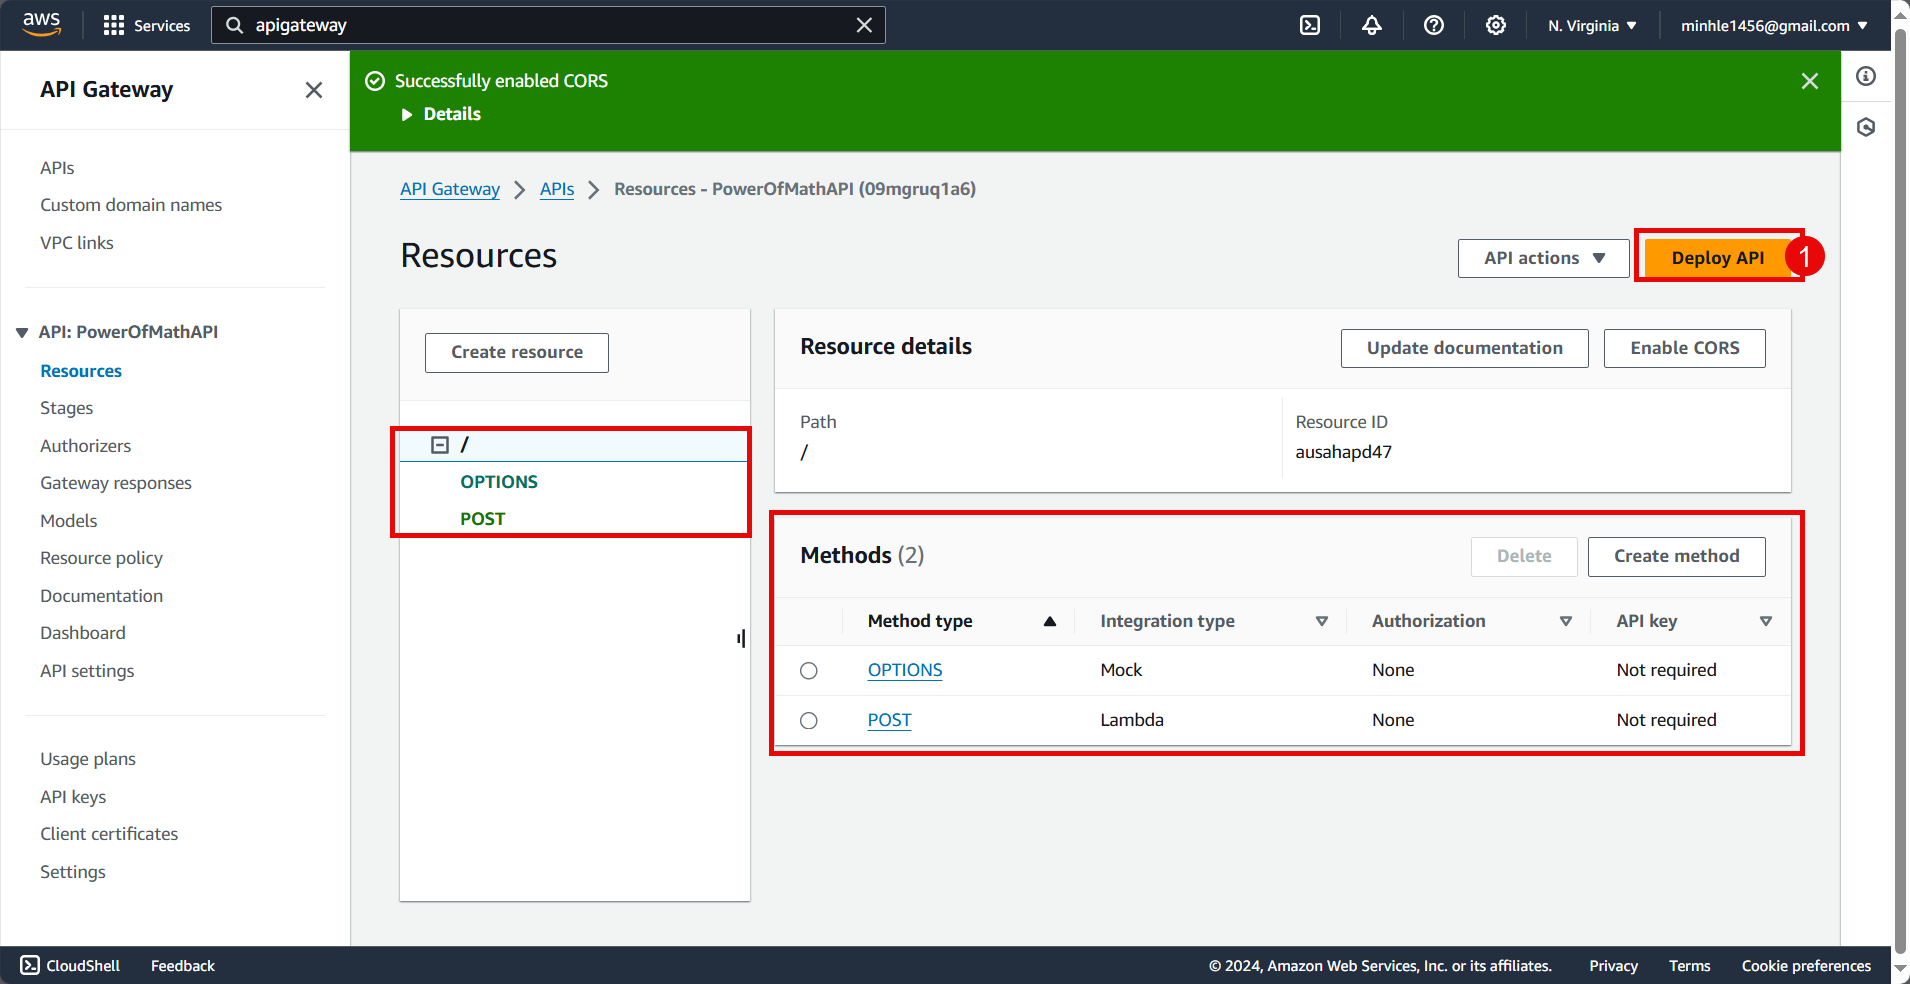 aws Services apigateway N. Virginia minhle1456@gmail.com
API Gateway
APIs
Custom domain names
VPC links
API: PowerOfMathAPI
Resources
Stages
Authorizers
Gateway responses
Models
Resource policy
Documentation
Dashboard
API settings
Usage plans
API keys
Client certificates
Settings
Successfully enabled CORS
Details
API Gateway APIs Resources - PowerOfMathAPI (09mgruq1a6)
Resources
API actions Deploy API 1
Create resource
/
OPTIONS
POST
Resource details Update documentation Enable CORS
Path Resource ID
/ ausahapd47
Methods (2) Delete Create method
Method type Integration type Authorization API key
OPTIONS Mock None Not required
POST Lambda None Not required
CloudShell Feedback © 2024, Amazon Web Services, Inc. or its affiliates. Privacy Terms Cookie preferences